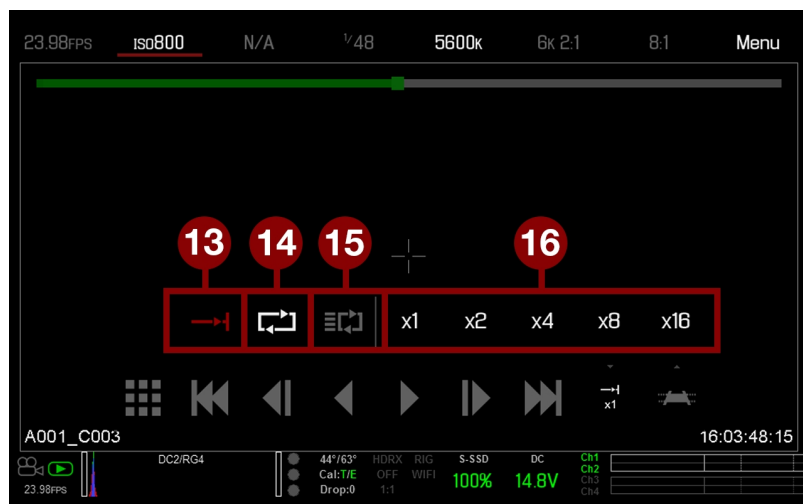 23.98FPS ISO800 N/A 1/48 5600K 6K 2:1 8:1 Menu
13 14 15 16
x1 x2 x4 x8 x16
x1
A001_C003 16:03:48:15
DC2/RG4 44°/63° HDRX RIG S-SSD DC Ch1
Cal:T/E OFF WIFI 100% 14.8V Ch2
23.98FPS Drop:0 1:1 Ch3
Ch4